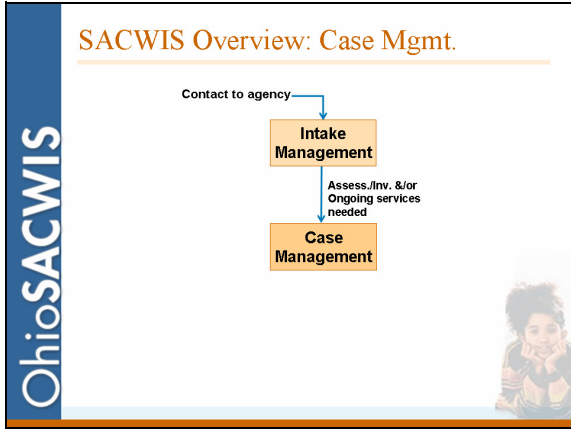 SACWIS Overview: Case Mgmt.
Contact to agency
Intake
Management
Assess./Inv. &/or
Ongoing services
needed
Case
Management
OhioSACWIS